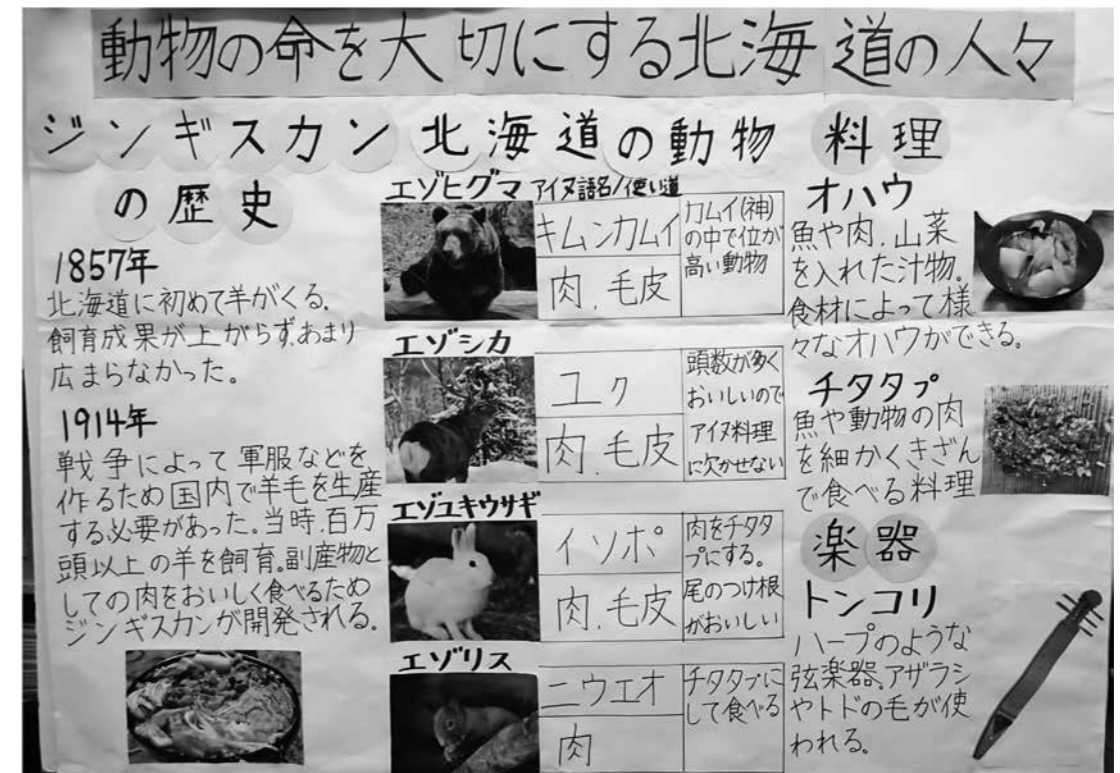 動物の命を大切にする北海道の人々
ジンギスカン
の歴史
1857年
北海道に初めて羊がくる。
飼育成果が上がらず、あまり
広まらなかった。
1914年
戦争によって軍服などを
作るため国内で羊毛を生産
する必要があった。当時、百万
頭以上の羊を飼育。副産物と
しての肉をおいしく食べるため
ジンギスカンが開発される。
北海道の動物
エゾヒグマ アイヌ語名/使い道
キムンカムイ
肉、毛皮
カムイ(神)
の中で位が
高い動物
エゾシカ
ユク
肉、毛皮
頭数が多く
おいしいので
アイヌ料理
に欠かせない
エゾユキウサギ
イソポ
肉、毛皮
肉をチタタ
プにする。
尾のつけ根
がおいしい
エゾリス
ニウエオ
肉
チタタプに
して食べる
料理
オハウ
魚や肉、山菜
を入れた汁物。
食材によって様
々なオハウができる。
チタタプ
魚や動物の肉
を細かくきざん
で食べる料理
楽器
トンコリ
ハープのような
弦楽器。アザラシ
やトドの毛が使
われる。